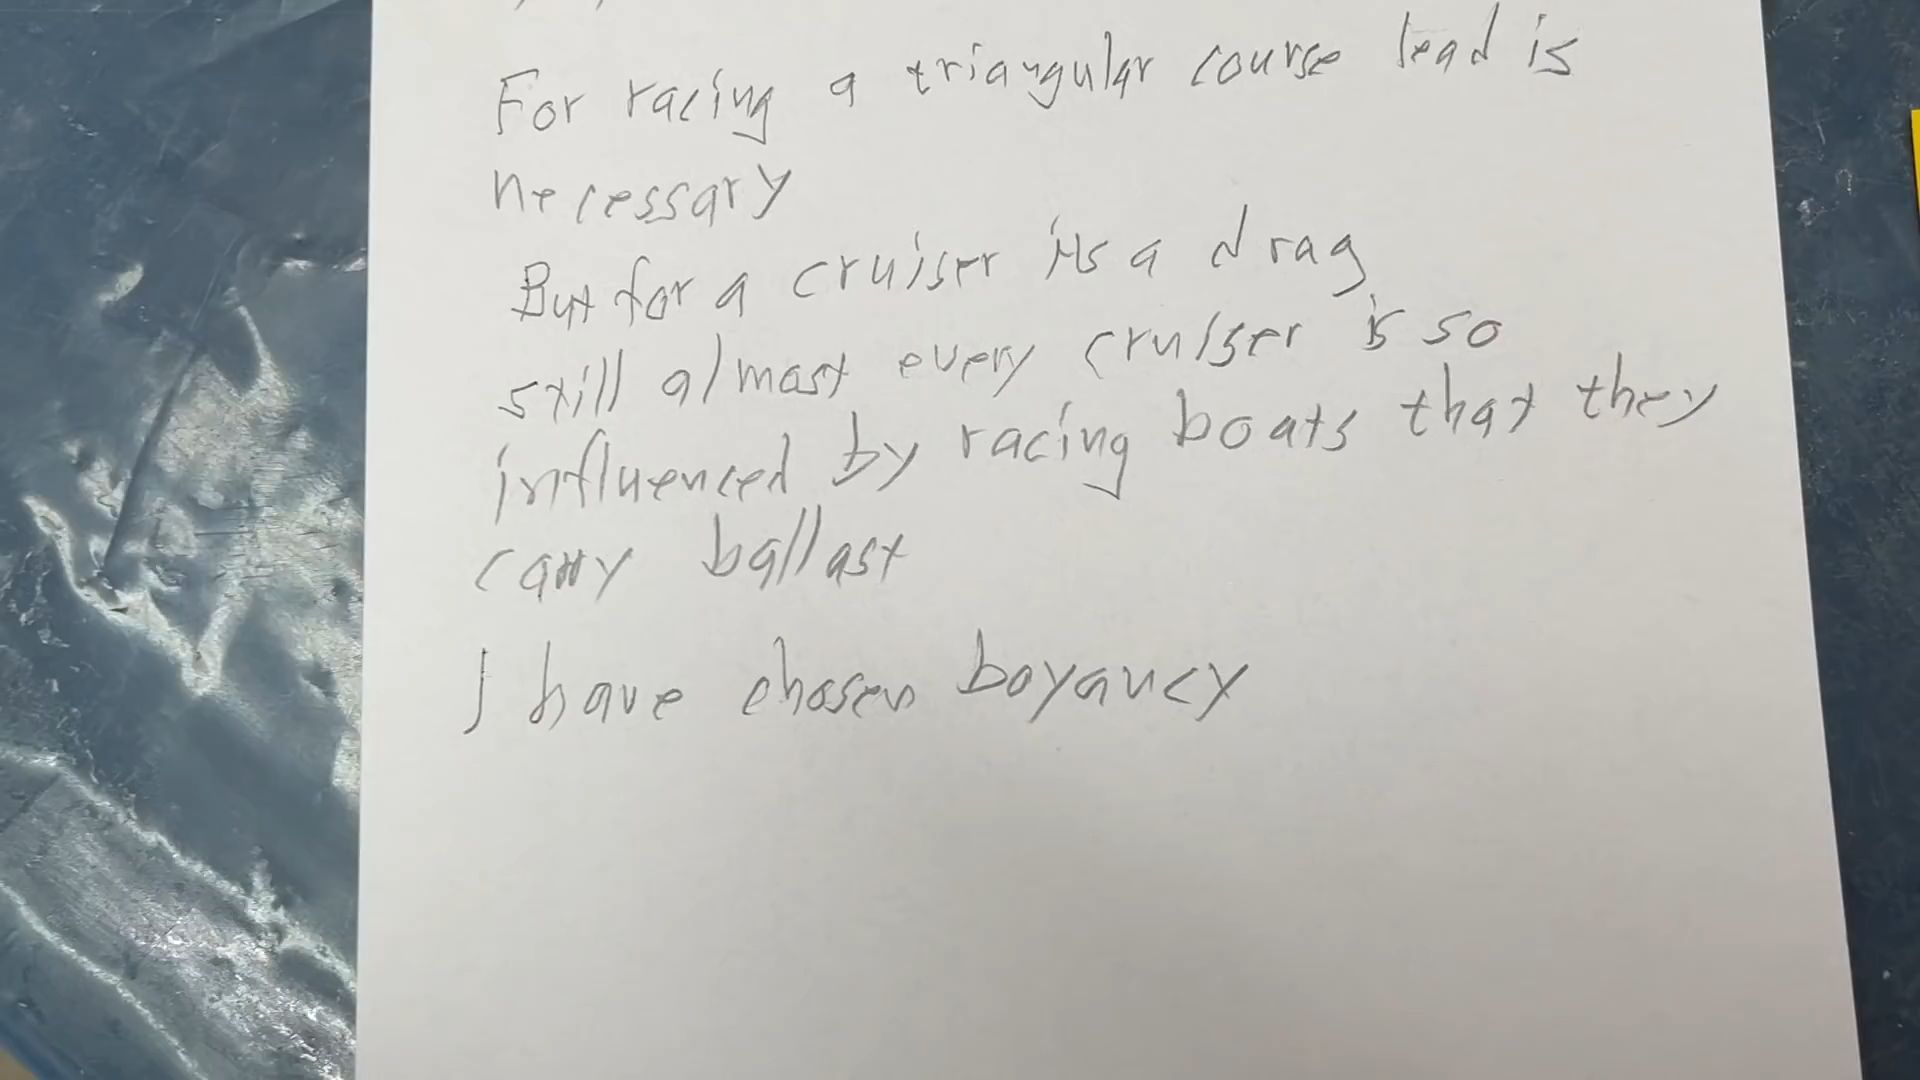 For racing a triangular course lead is
necessary
But for a cruiser its a drag
still almost every cruiser is so
influenced by racing boats that they
carry ballast
I have chosen boyancy